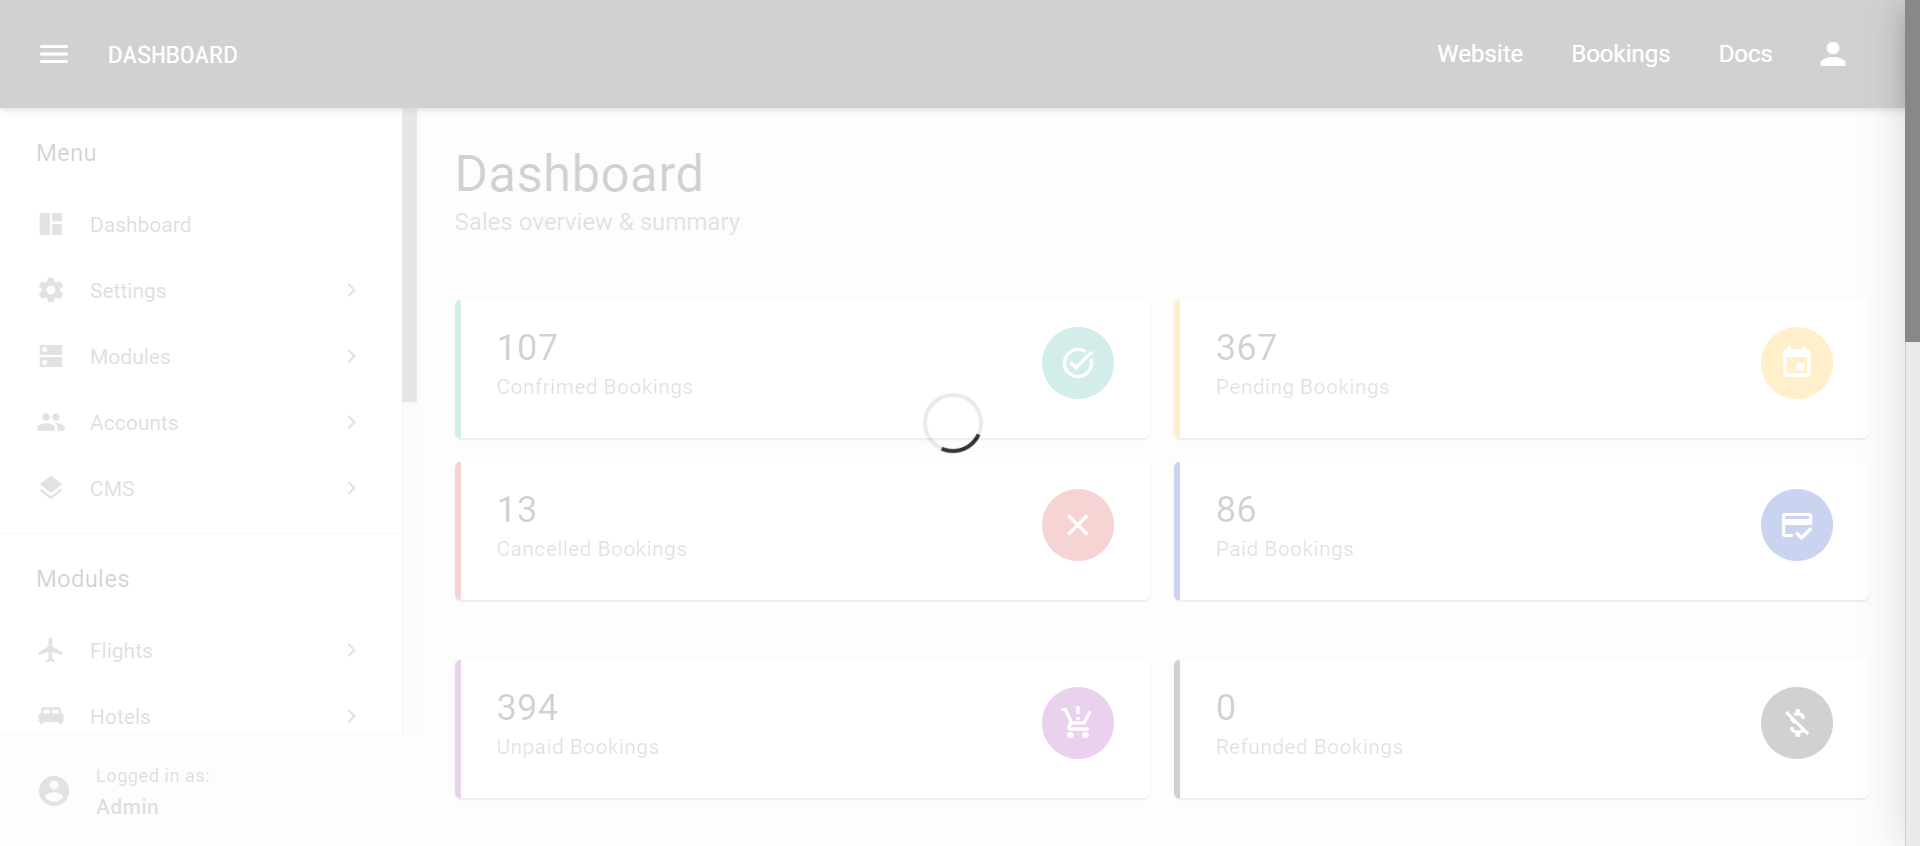 DASHBOARD
Website
Bookings
Docs
Menu
Dashboard
Settings
Modules
Accounts
CMS
Modules
Flights
Hotels
Logged in as:
Admin
Dashboard
Sales overview & summary
107
Confrimed Bookings
367
Pending Bookings
13
Cancelled Bookings
86
Paid Bookings
394
Unpaid Bookings
0
Refunded Bookings